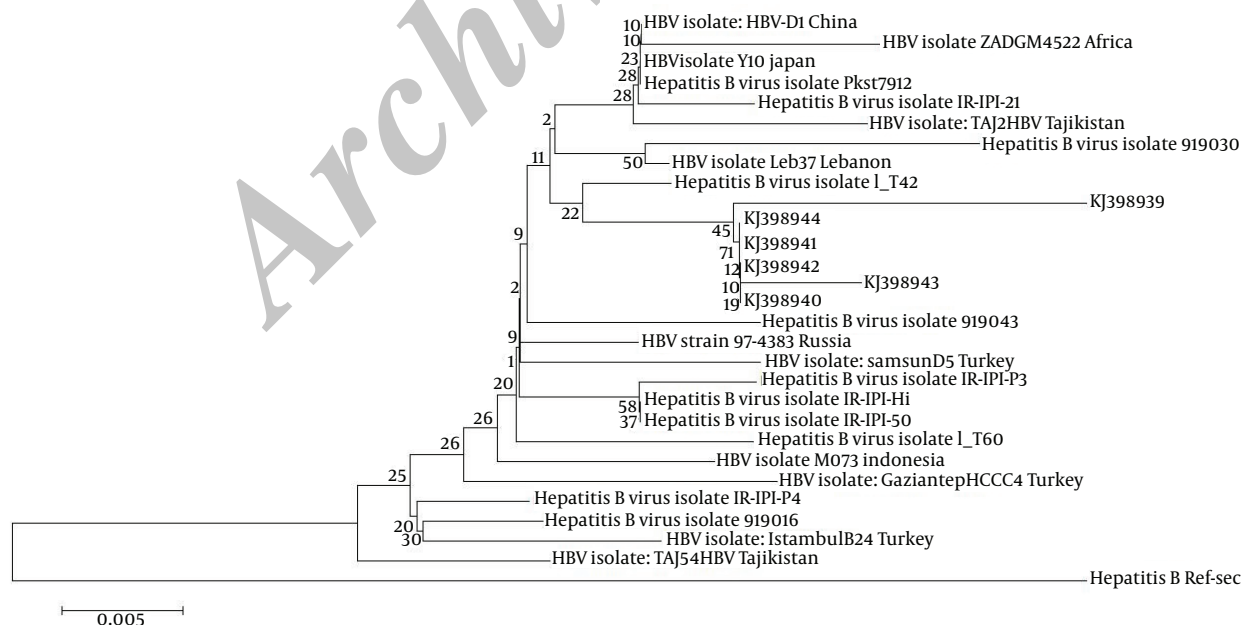 Archiv
10 HBV isolate: HBV-D1 China
10 HBV isolate ZADGM4522 Africa
23 HBVisolate Y10 japan
28 Hepatitis B virus isolate Pkst7912
28 Hepatitis B virus isolate IR-IPI-21
2 HBV isolate: TAJ2HBV Tajikistan
Hepatitis B virus isolate 919030
11
50 HBV isolate Leb37 Lebanon
Hepatitis B virus isolate l_T42
22 KJ398939
KJ398944
45
9 KJ398941
71
12 KJ398942
10 KJ398943
2
19 KJ398940
Hepatitis B virus isolate 919043
9 HBV strain 97-4383 Russia
1 HBV isolate: samsunD5 Turkey
20 Hepatitis B virus isolate IR-IPI-P3
Hepatitis B virus isolate IR-IPI-Hi
58
26 37 Hepatitis B virus isolate IR-IPI-50
26 Hepatitis B virus isolate l_T60
HBV isolate M073 indonesia
25 HBV isolate: GaziantepHCCC4 Turkey
Hepatitis B virus isolate IR-IPI-P4
20 Hepatitis B virus isolate 919016
30 HBV isolate: IstambulB24 Turkey
HBV isolate: TAJ54HBV Tajikistan
Hepatitis B Ref-sec
0.005